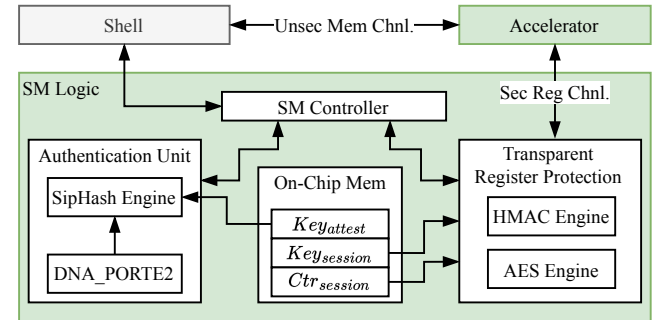 Shell
Unsec Mem Chnl.
Accelerator
SM Logic
Sec Reg Chnl.
SM Controller
Authentication Unit
SipHash Engine
DNA_PORTE2
On-Chip Mem
Key_attest
Key_session
Ctr_session
Transparent
Register Protection
HMAC Engine
AES Engine